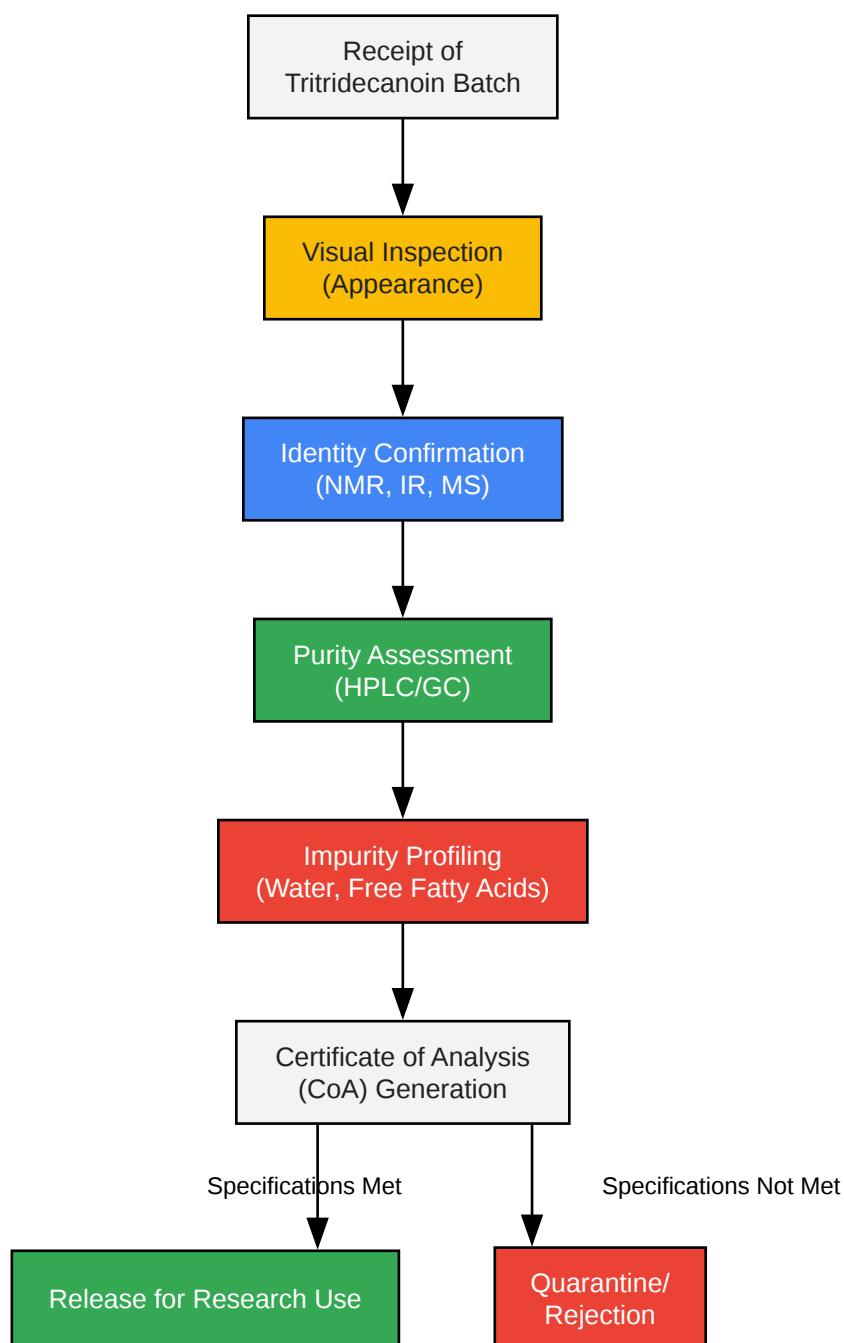 Receipt of
Tritridecanoin Batch
Visual Inspection
(Appearance)
Identity Confirmation
(NMR, IR, MS)
Purity Assessment
(HPLC/GC)
Impurity Profiling
(Water, Free Fatty Acids)
Certificate of Analysis
(CoA) Generation
Specifications Met
Specifications Not Met
Release for Research Use
Quarantine/
Rejection